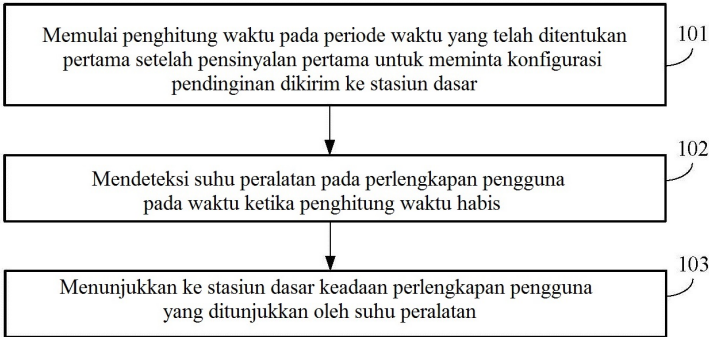 Memulai penghitung waktu pada periode waktu yang telah ditentukan
pertama setelah pensinyalan pertama untuk meminta konfigurasi
pendinginan dikirim ke stasiun dasar
101
Mendeteksi suhu peralatan pada perlengkapan pengguna
pada waktu ketika penghitung waktu habis
102
Menunjukkan ke stasiun dasar keadaan perlengkapan pengguna
yang ditunjukkan oleh suhu peralatan
103